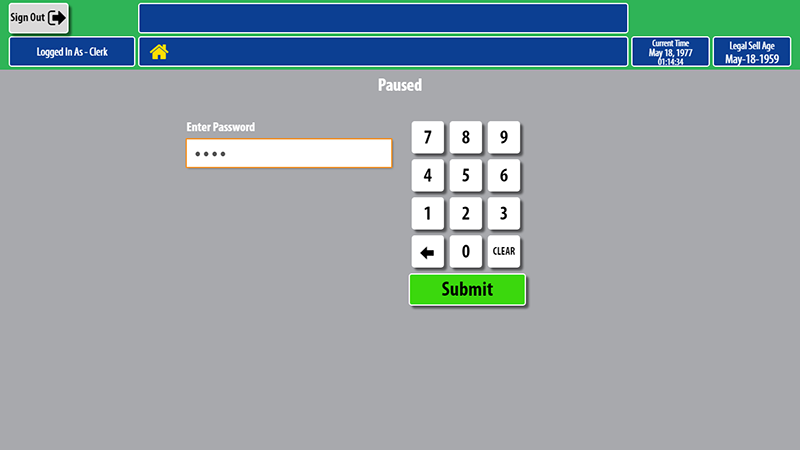 Sign Out
Logged In As - Clerk
Current Time
May 18, 1977
01:14:34
Legal Sell Age
May-18-1959
Paused
Enter Password
••••
7 8 9
4 5 6
1 2 3
0 CLEAR
Submit